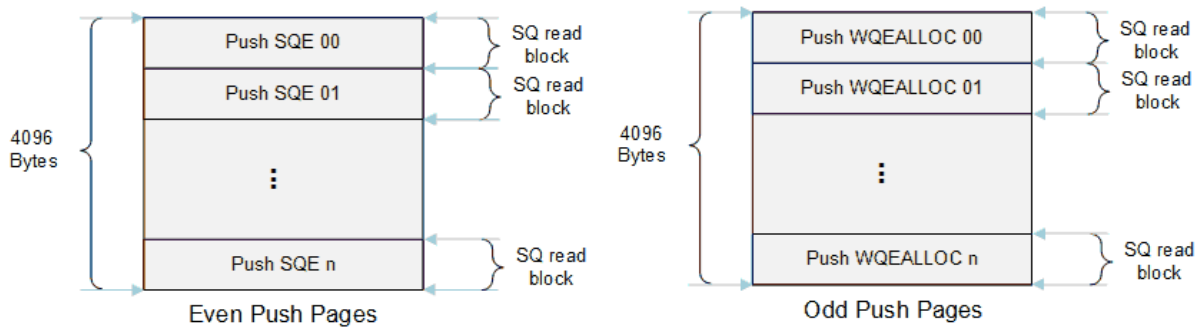 4096
Bytes
Push SQE 00
Push SQE 01
⋮
Push SQE n
SQ read
block
SQ read
block
SQ read
block
Even Push Pages
4096
Bytes
Push WQEALLOC 00
Push WQEALLOC 01
⋮
Push WQEALLOC n
SQ read
block
SQ read
block
SQ read
block
Odd Push Pages